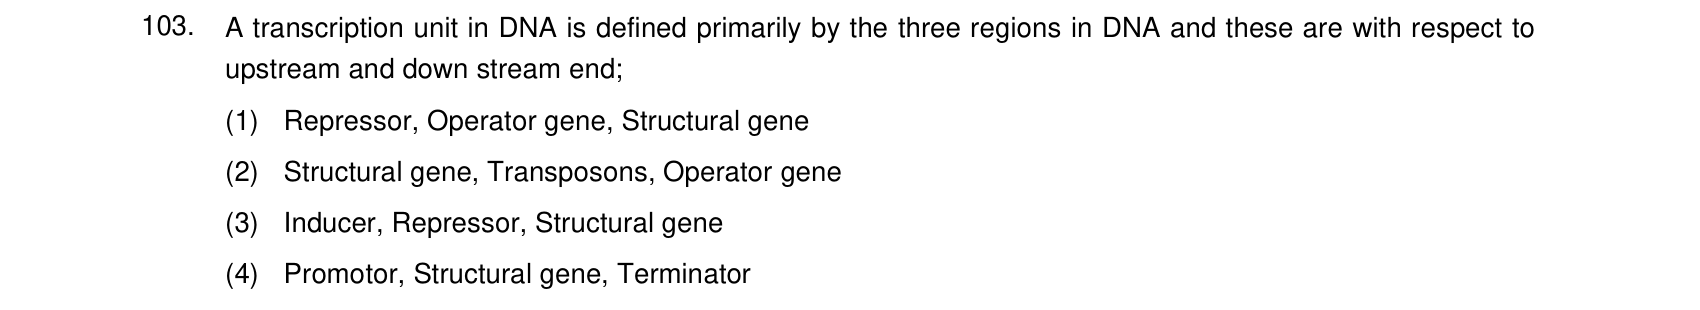 103. A transcription unit in DNA is defined primarily by the three regions in DNA and these are with respect to
upstream and down stream end;
(1) Repressor, Operator gene, Structural gene
(2) Structural gene, Transposons, Operator gene
(3) Inducer, Repressor, Structural gene
(4) Promotor, Structural gene, Terminator